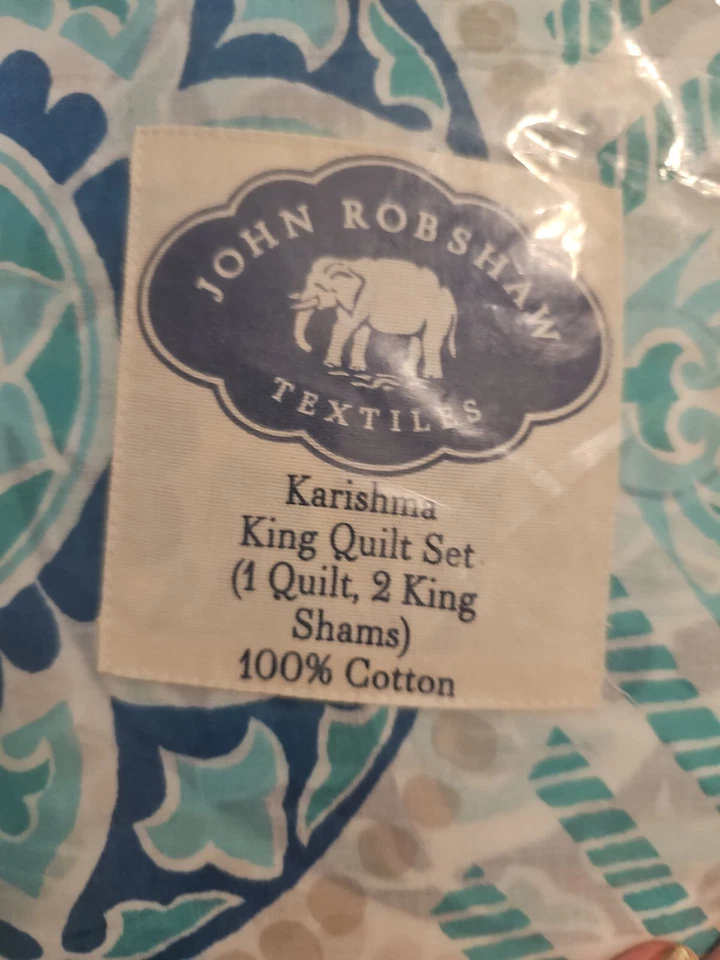 JOHN ROBSHAW
TEXTILES
Karishma
King Quilt Set
(1 Quilt, 2 King
Shams)
100% Cotton